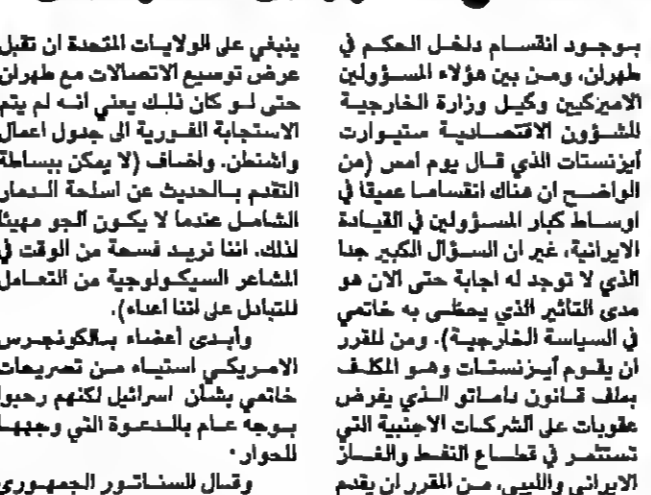 بوجود انقسام داخل الحكم في
طهران، ومن بين هؤلاء المسؤولين
الاميركيين وكيل وزارة الخارجية
للشؤون الاقتصادية ستيوارت
آيزنستات الذي قال يوم امس (من
الواضح ان هناك انقساما عميقا في
اوساط كبار المسؤولين في القيادة
الايرانية، غير ان السؤال الكبير جدا
الذي لا توجد له اجابة حتى الان هو
مدى التأثير الذي يحظى به خاتمي
في السياسة الخارجية). ومن المقرر
أن يقوم آيزنستات وهو المكلف
بملف قانون داماتو الذي يفرض
عقوبات على الشركات الاجنبية التي
تستثمر في قطاع النفط والغاز
الايراني والليبي، من المقرر ان يقدم
ينبغي على الولايات المتحدة ان تقبل
عرض توسيع الاتصالات مع طهران
حتى لو كان ذلك يعني انه لم يتم
الاستجابة الفورية الى جدول اعمال
واشنطن. واضاف (لا يمكن ببساطة
التقدم بالحديث عن اسلحة الدمار
الشامل عندما لا يكون الجو مهيئا
لذلك. اننا نريد فسحة من الوقت في
المشاعر السيكولوجية من التعامل
المتبادل على اننا اعداء).
وأبدى أعضاء بالكونجرس
الامريكي استياء من تصريحات
خاتمي بشأن اسرائيل لكنهم رحبوا
بوجه عام بالدعوة التي وجهها
للحوار.
وقال السناتور الجمهوري